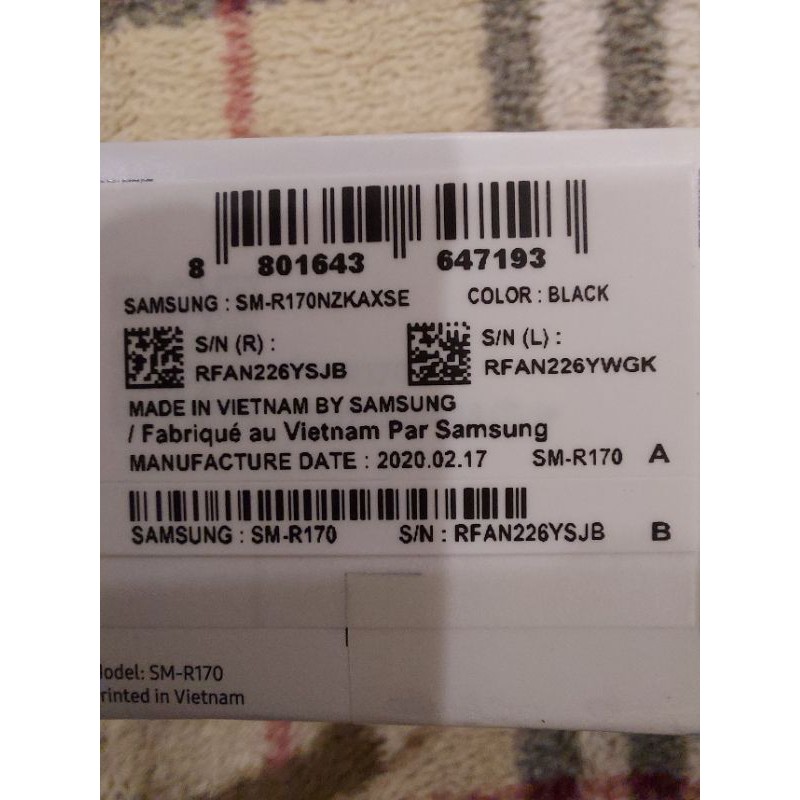 8 801643 647193
SAMSUNG : SM-R170NZKAXSE COLOR : BLACK
S/N (R) : S/N (L) :
RFAN226YSJB RFAN226YWGK
MADE IN VIETNAM BY SAMSUNG
/ Fabriqué au Vietnam Par Samsung
MANUFACTURE DATE : 2020.02.17 SM-R170 A
SAMSUNG : SM-R170 S/N : RFAN226YSJB B
odel: SM-R170
rinted in Vietnam